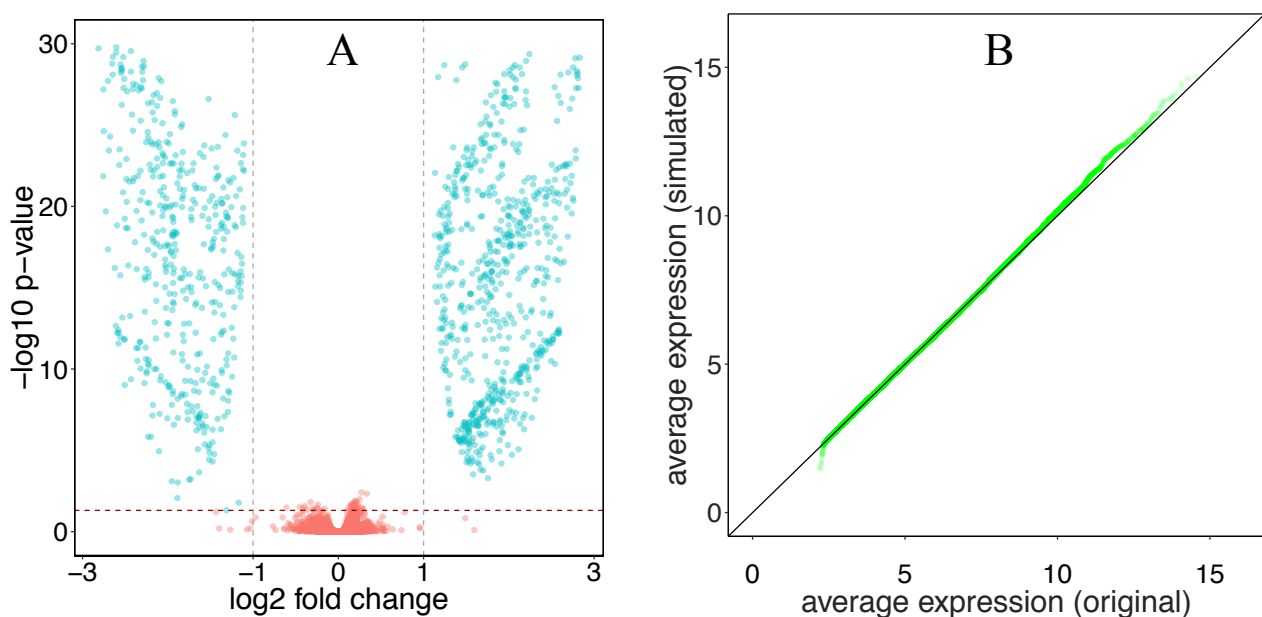 A
30
20
10
0
−log10 p−value
−3
−1
0
1
3
log2 fold change
B
15
10
5
0
average expression (simulated)
0
5
10
15
average expression (original)